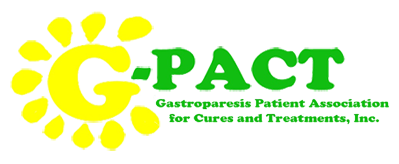 G-PACT
Gastroparesis Patient Association
for Cures and Treatments, Inc.